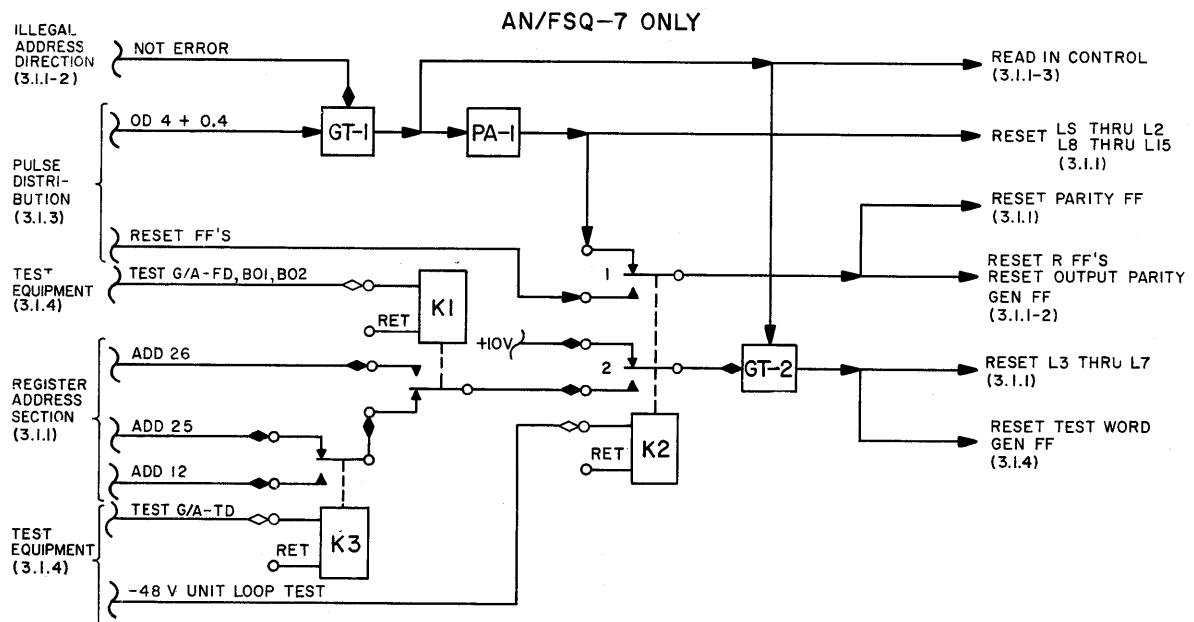 AN/FSQ-7 ONLY
ILLEGAL
ADDRESS
DIRECTION
(3.1.1-2)
NOT ERROR
READ IN CONTROL
(3.1.1-3)
OD 4 + 0.4
GT-1
PA-1
RESET LS THRU L2
L8 THRU L15
(3.1.1)
PULSE
DISTRI-
BUTION
(3.1.3)
RESET PARITY FF
(3.1.1)
RESET FF'S
1
RESET R FF'S
RESET OUTPUT PARITY
GEN FF
(3.1.1-2)
TEST
EQUIPMENT
(3.1.4)
TEST G/A-FD, BO1, BO2
K1
RET
+10V
ADD 26
2
GT-2
RESET L3 THRU L7
(3.1.1)
REGISTER
ADDRESS
SECTION
(3.1.1)
ADD 25
K2
RET
RESET TEST WORD
GEN FF
(3.1.4)
ADD 12
TEST
EQUIPMENT
(3.1.4)
TEST G/A-TD
K3
RET
-48 V UNIT LOOP TEST